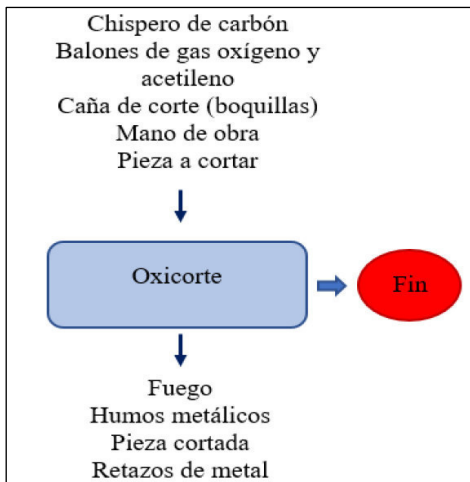 Chispero de carbón
Balones de gas oxígeno y
acetileno
Caña de corte (boquillas)
Mano de obra
Pieza a cortar
Oxicorte
Fin
Fuego
Humos metálicos
Pieza cortada
Retazos de metal